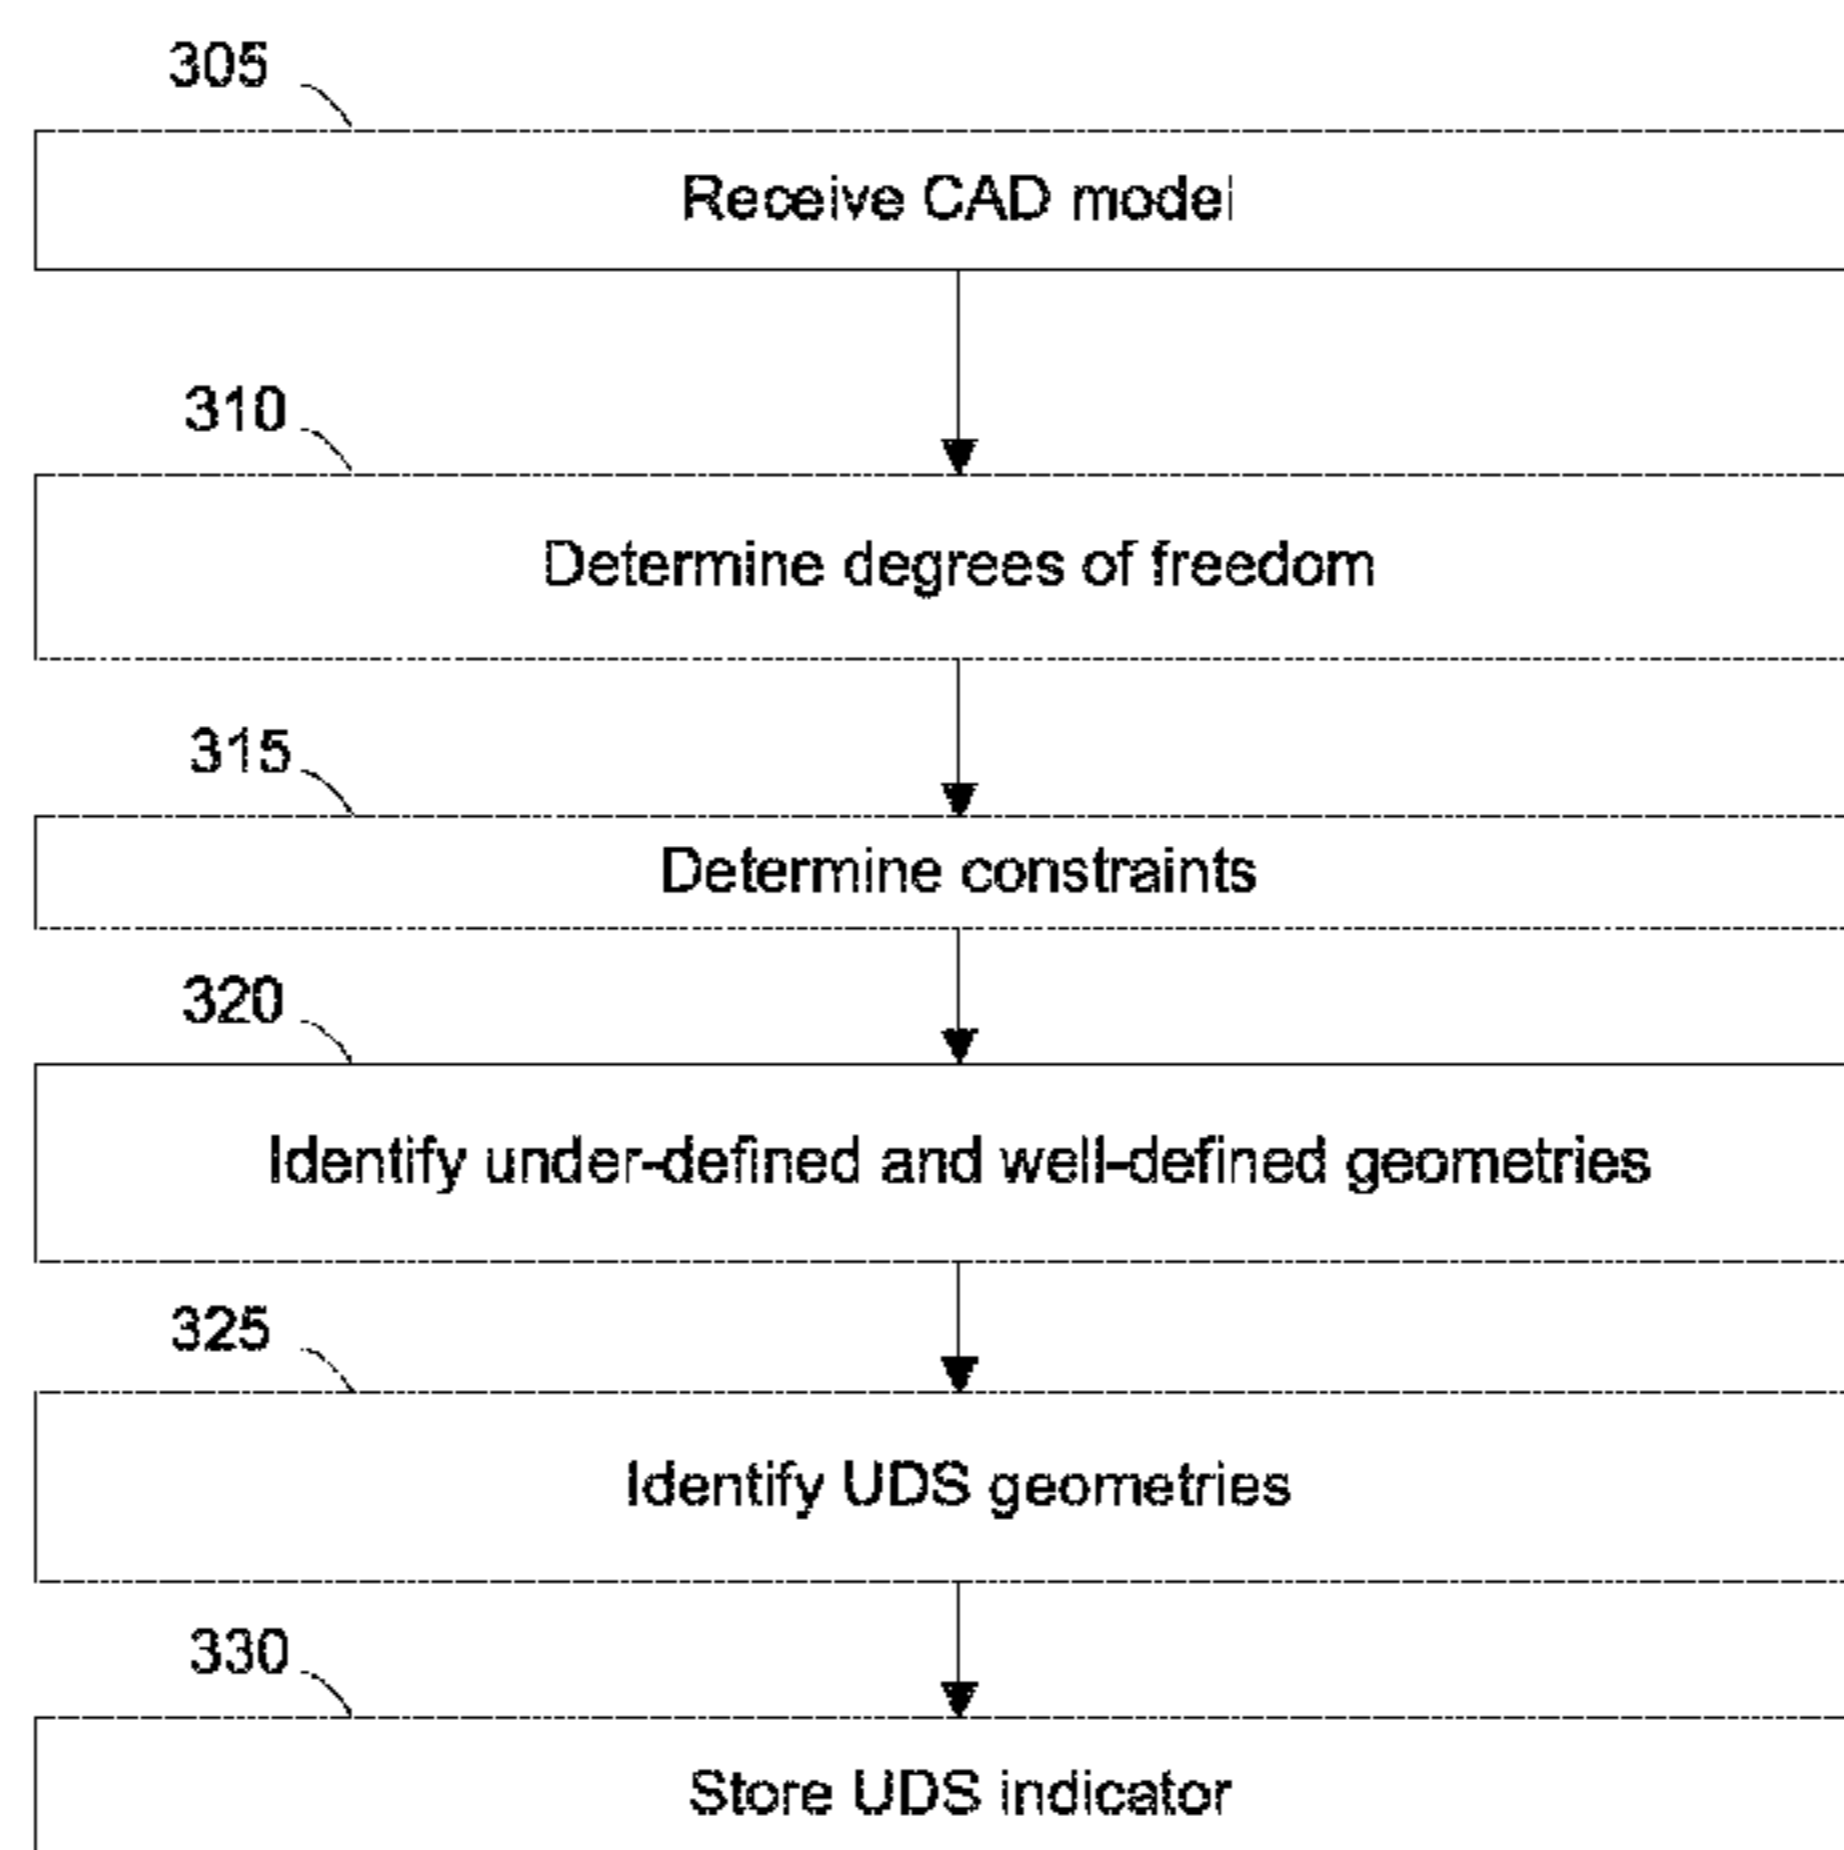 305
Receive CAD model
310
Determine degrees of freedom
315
Determine constraints
320
Identify under-defined and well-defined geometries
325
Identify UDS geometries
330
Store UDS indicator